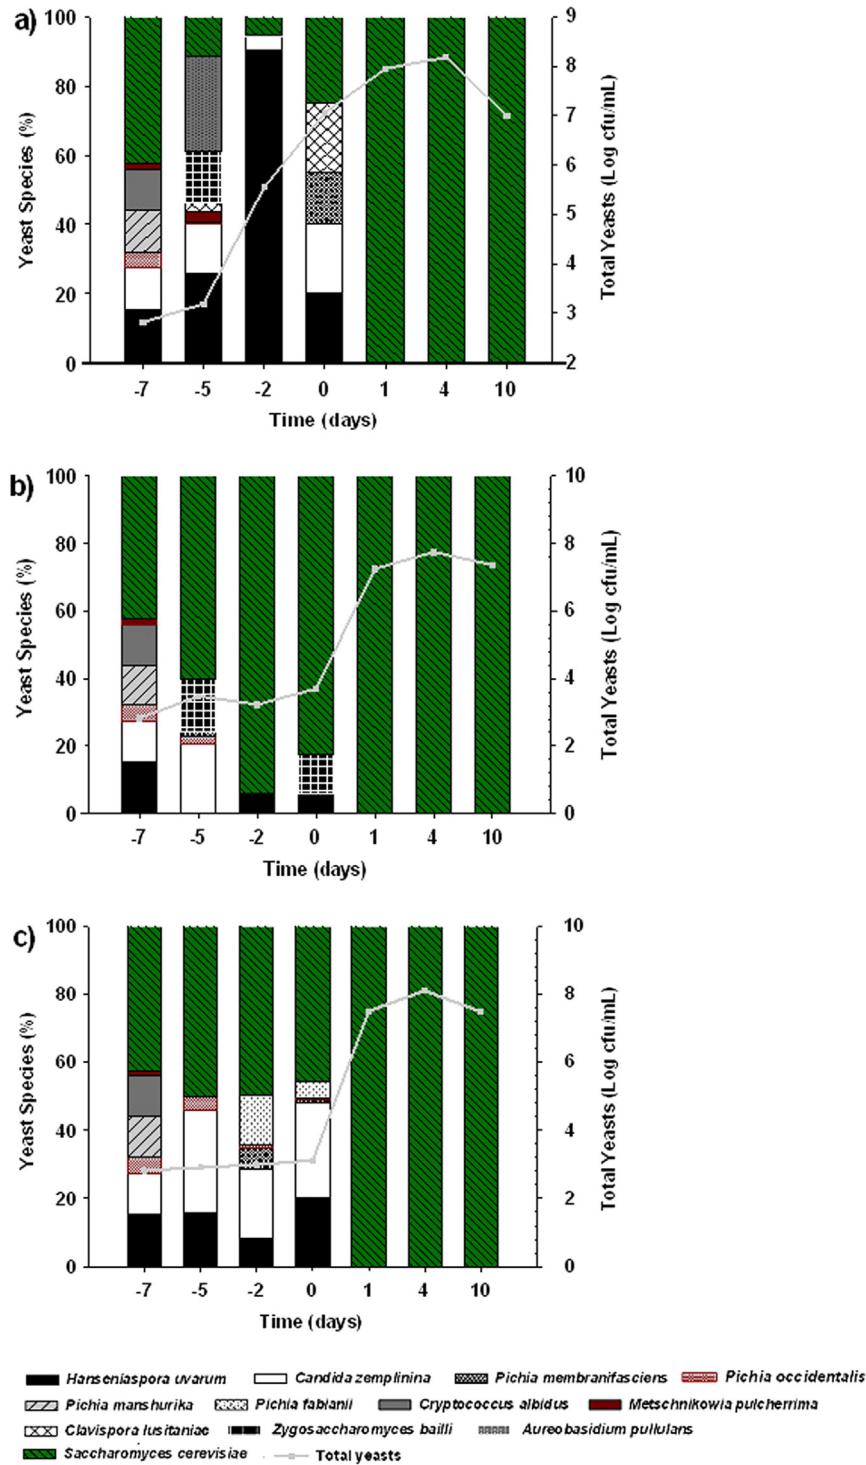 a)
100
80
60
40
20
0
Yeast Species (%)
9
8
7
6
5
4
3
2
Total Yeasts (Log cfu/mL)
-7 -5 -2 0 1 4 10
Time (days)
b)
100
80
60
40
20
0
Yeast Species (%)
10
8
6
4
2
0
Total Yeasts (Log cfu/mL)
-7 -5 -2 0 1 4 10
Time (days)
c)
100
80
60
40
20
0
Yeast Species (%)
10
8
6
4
2
0
Total Yeasts (Log cfu/mL)
-7 -5 -2 0 1 4 10
Time (days)
Hanseniaspora uvarum Candida zemplinina Pichia membranifasciens Pichia occidentalis
Pichia manshurika Pichia fabianii Cryptococcus albidus Metschnikowia pulcherrima
Clavispora lusitaniae Zygosaccharomyces bailli Aureobasidium pullulans
Saccharomyces cerevisiae Total yeasts